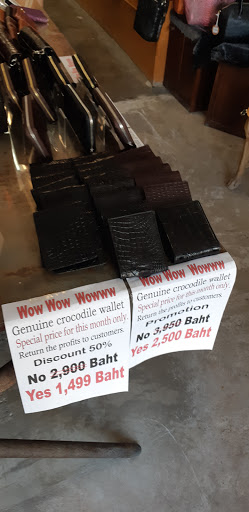 Wow Wow Wowww
Genuine crocodile wallet
Special price for this month only.
Return the profits to customers
Discount 50%
No 2,900 Baht
Yes 1,499 Baht
Wow Wow Wowww
Genuine crocodile wallet
Special price for this month only.
Return the profits to customers.
Promotion
No 3,950 Baht
Yes 2,500 Baht